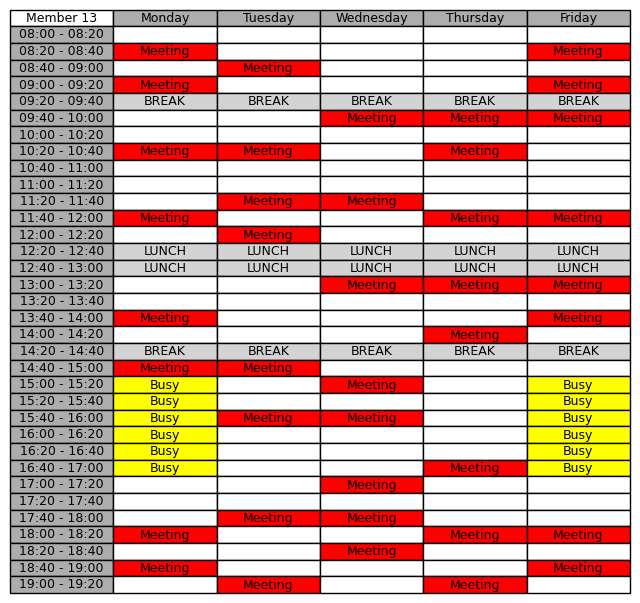 Member 13 Monday Tuesday Wednesday Thursday Friday
08:00 - 08:20
08:20 - 08:40 Meeting Meeting
08:40 - 09:00 Meeting
09:00 - 09:20 Meeting Meeting
09:20 - 09:40 BREAK BREAK BREAK BREAK BREAK
09:40 - 10:00 Meeting Meeting Meeting
10:00 - 10:20
10:20 - 10:40 Meeting Meeting Meeting
10:40 - 11:00
11:00 - 11:20
11:20 - 11:40 Meeting Meeting
11:40 - 12:00 Meeting Meeting Meeting
12:00 - 12:20 Meeting
12:20 - 12:40 LUNCH LUNCH LUNCH LUNCH LUNCH
12:40 - 13:00 LUNCH LUNCH LUNCH LUNCH LUNCH
13:00 - 13:20 Meeting Meeting Meeting
13:20 - 13:40
13:40 - 14:00 Meeting Meeting
14:00 - 14:20 Meeting
14:20 - 14:40 BREAK BREAK BREAK BREAK BREAK
14:40 - 15:00 Meeting Meeting
15:00 - 15:20 Busy Meeting Busy
15:20 - 15:40 Busy Busy
15:40 - 16:00 Busy Meeting Meeting Busy
16:00 - 16:20 Busy Busy
16:20 - 16:40 Busy Busy
16:40 - 17:00 Busy Meeting Busy
17:00 - 17:20 Meeting
17:20 - 17:40
17:40 - 18:00 Meeting Meeting
18:00 - 18:20 Meeting Meeting Meeting
18:20 - 18:40 Meeting
18:40 - 19:00 Meeting Meeting
19:00 - 19:20 Meeting Meeting